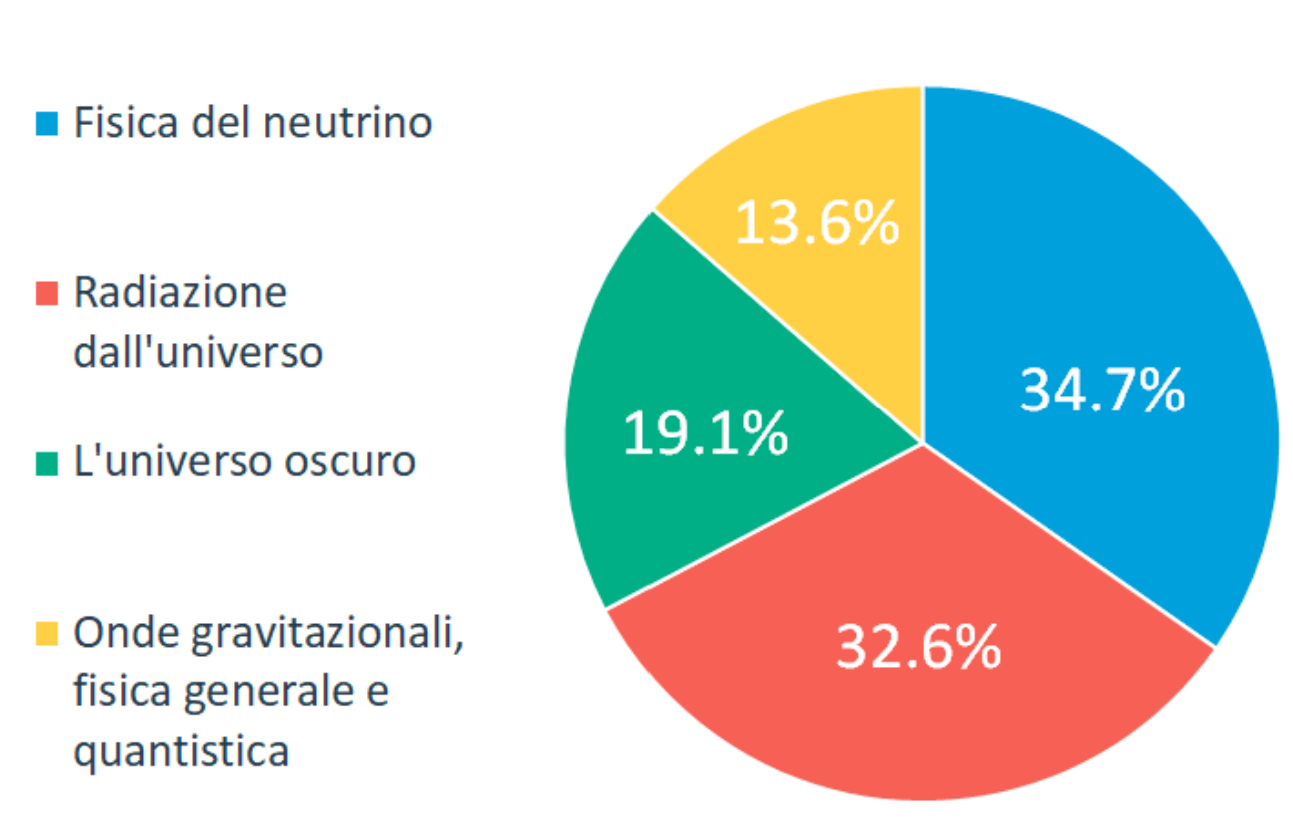 Fisica del neutrino
Radiazione
dall'universo
L'universo oscuro
Onde gravitazionali,
fisica generale e
quantistica
13.6%
34.7%
19.1%
32.6%